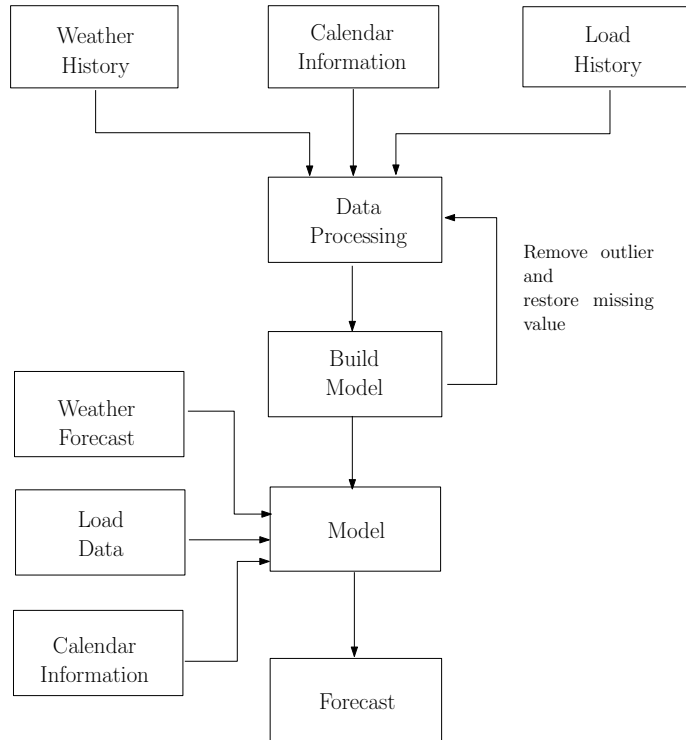 Weather
History
Calendar
Information
Load
History
Data
Processing
Remove outlier
and
restore missing
value
Build
Model
Weather
Forecast
Load
Data
Model
Calendar
Information
Forecast